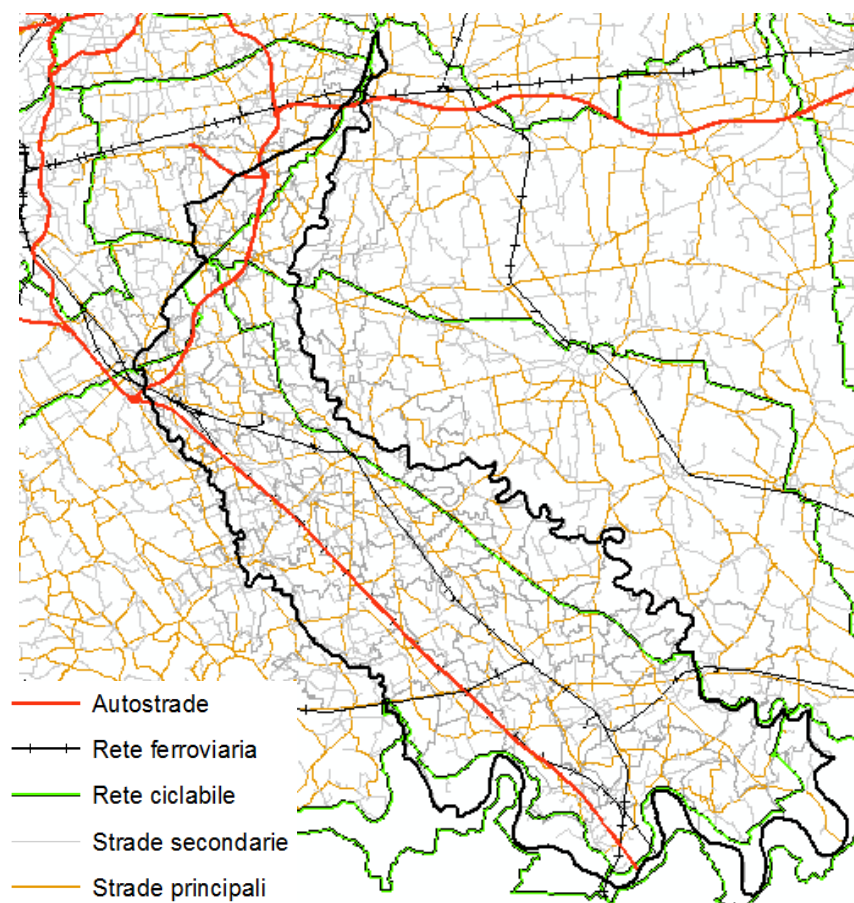 Autostrade
Rete ferroviaria
Rete ciclabile
Strade secondarie
Strade principali